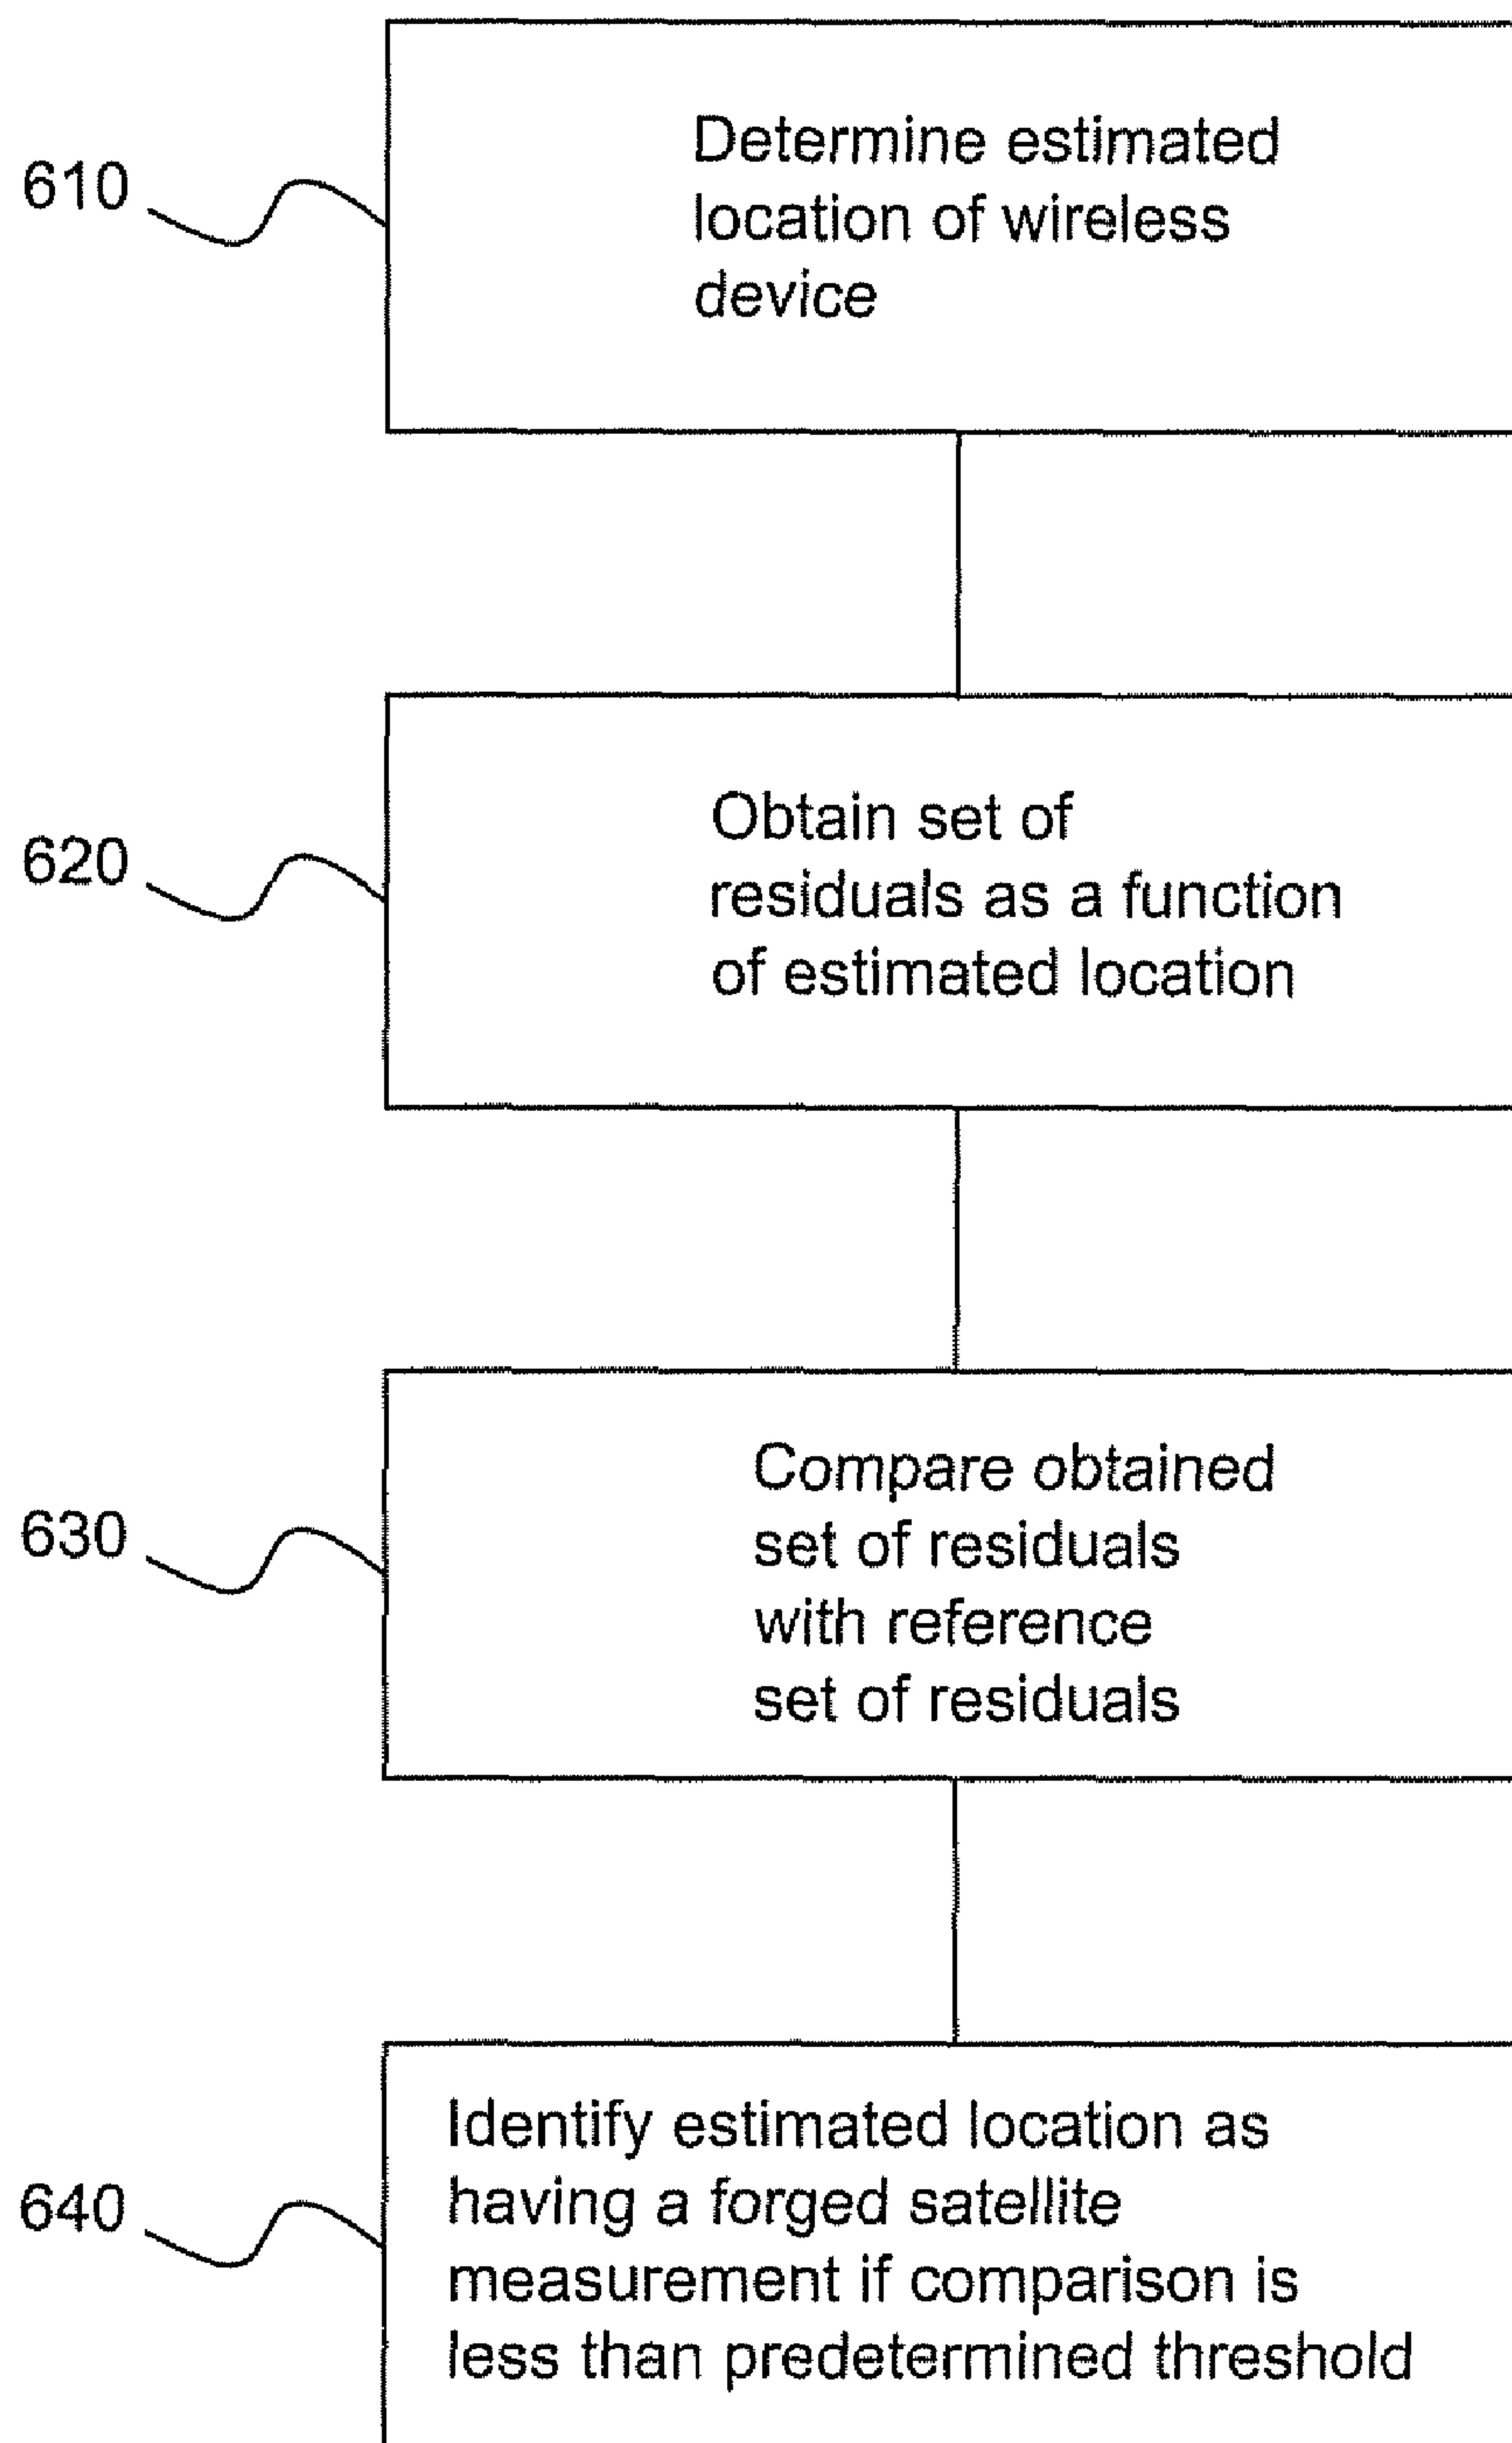 610
Determine estimated
location of wireless
device
620
Obtain set of
residuals as a function
of estimated location
630
Compare obtained
set of residuals
with reference
set of residuals
640
Identify estimated location as
having a forged satellite
measurement if comparison is
less than predetermined threshold